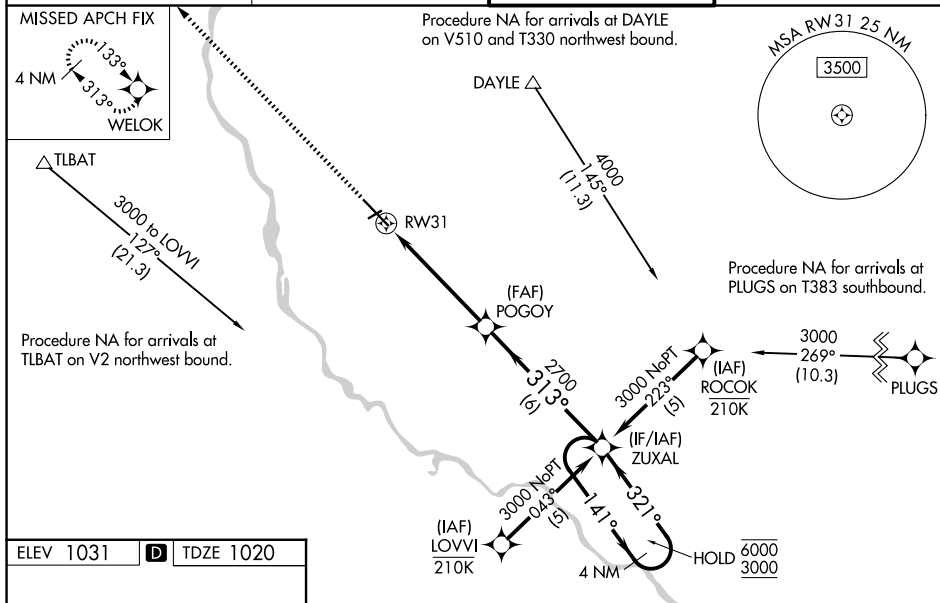 MISSED APCH FIX
4 NM
133°
313°
WELOK
Procedure NA for arrivals at DAYLE
on V510 and T330 northwest bound.
DAYLE
4000
145°
(11.3)
MSA RW31 25 NM
3500
TLBAT
3000 to LOVVI
127°
(21.3)
Procedure NA for arrivals at
TLBAT on V2 northwest bound.
RW31
(FAF)
POGOY
2700
313°
(6)
Procedure NA for arrivals at
PLUGS on T383 southbound.
3000
269°
(10.3)
PLUGS
(IAF)
ROCOK
210K
3000 NoPT
223°
(5)
(IF/IAF)
ZUXAL
3000 NoPT
043°
(5)
(IAF)
LOVVI
210K
141°
321°
4 NM
HOLD
6000
3000
ELEV 1031 D TDZE 1020